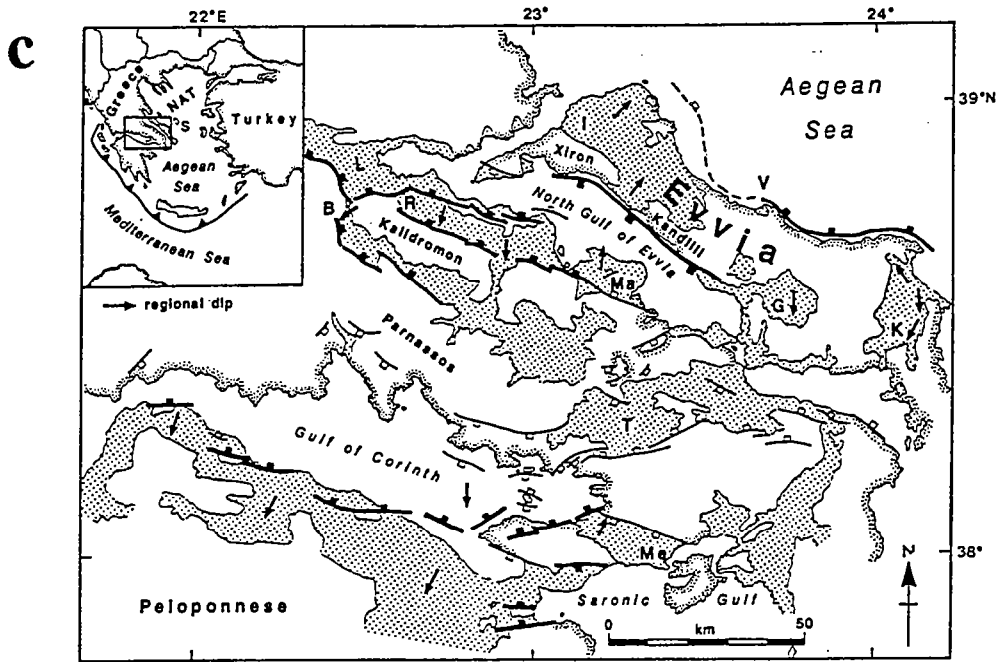 c
22°E
23°
24°
39°N
38°
Greece
NAT
S
Turkey
Aegean
Sea
Mediterranean Sea
regional dip
Aegean
Sea
I
Xiron
L
V
Evvia
R
B
North Gulf of Evvia
Kandili
Kallidromon
Ma
G
K
Parnassos
T
Gulf of Corinth
Ma
N
Peloponnese
Saronic Gulf
0 km 50